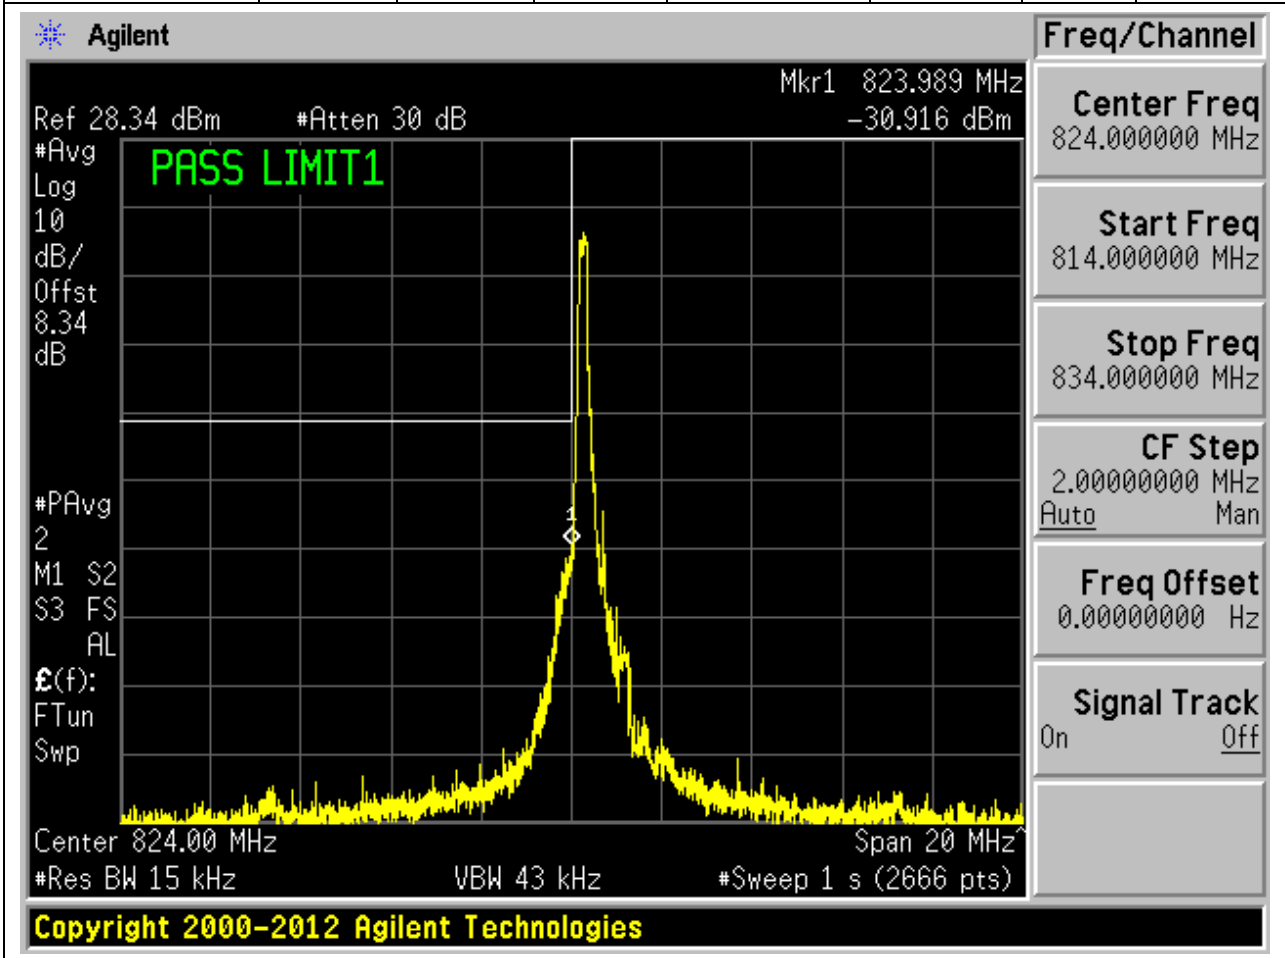 Agilent
Freq/Channel
Mkr1 823.989 MHz
Ref 28.34 dBm #Atten 30 dB -30.916 dBm
#Avg
Log
10
dB/
Offst
8.34
dB
PASS LIMIT1
#PAvg
2
1
M1 S2
S3 FS
AL
£(f):
FTun
Swp
Center 824.00 MHz Span 20 MHz^
#Res BW 15 kHz VBW 43 kHz #Sweep 1 s (2666 pts)
Center Freq
824.000000 MHz
Start Freq
814.000000 MHz
Stop Freq
834.000000 MHz
CF Step
2.00000000 MHz
Auto Man
Freq Offset
0.00000000 Hz
Signal Track
On Off
Copyright 2000-2012 Agilent Technologies